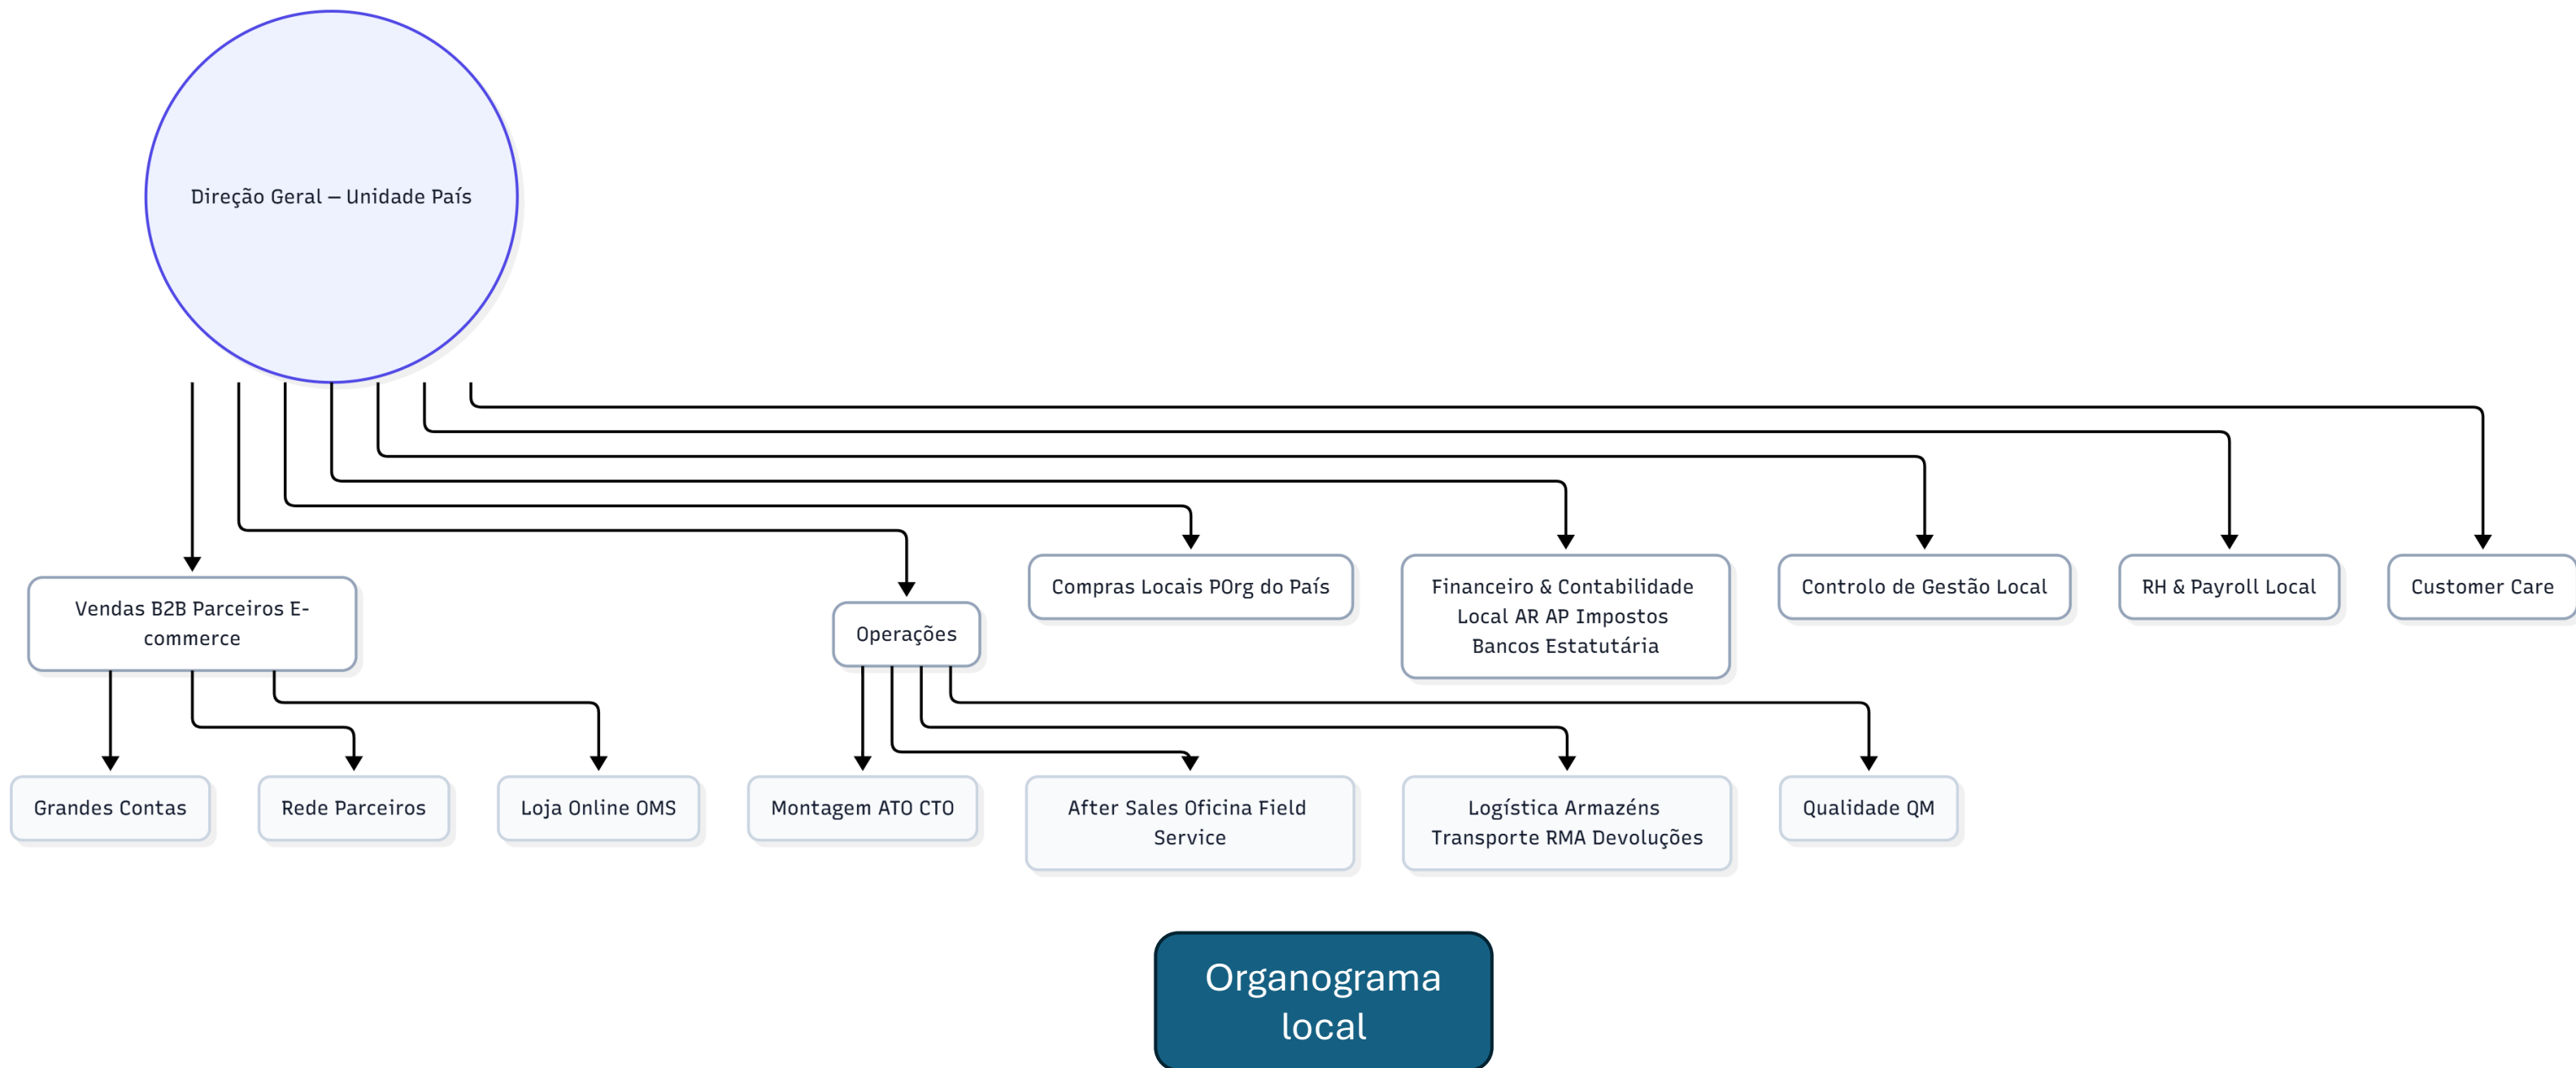 Direção Geral – Unidade País
Vendas B2B Parceiros E-
commerce
Operações
Compras Locais POrg do País
Financeiro & Contabilidade
Local AR AP Impostos
Bancos Estatutária
Controlo de Gestão Local
RH & Payroll Local
Customer Care
Grandes Contas
Rede Parceiros
Loja Online OMS
Montagem ATO CTO
After Sales Oficina Field
Service
Logística Armazéns
Transporte RMA Devoluções
Qualidade QM
Organograma
local